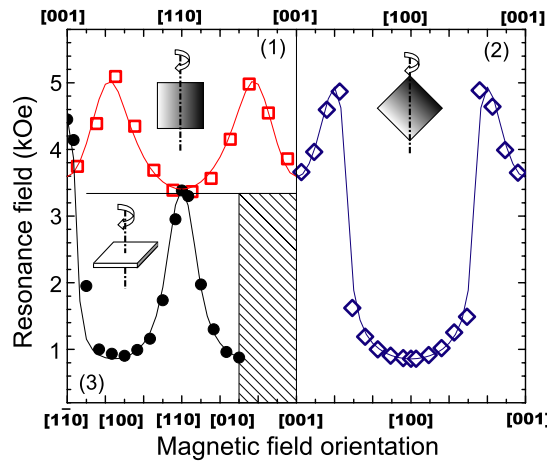 [001] [110] [001] [100] [001]
(1) (2)
5
4
3
2
1
Resonance field (kOe)
(3)
[11̄0] [100] [110] [010] [001] [100] [001]
Magnetic field orientation